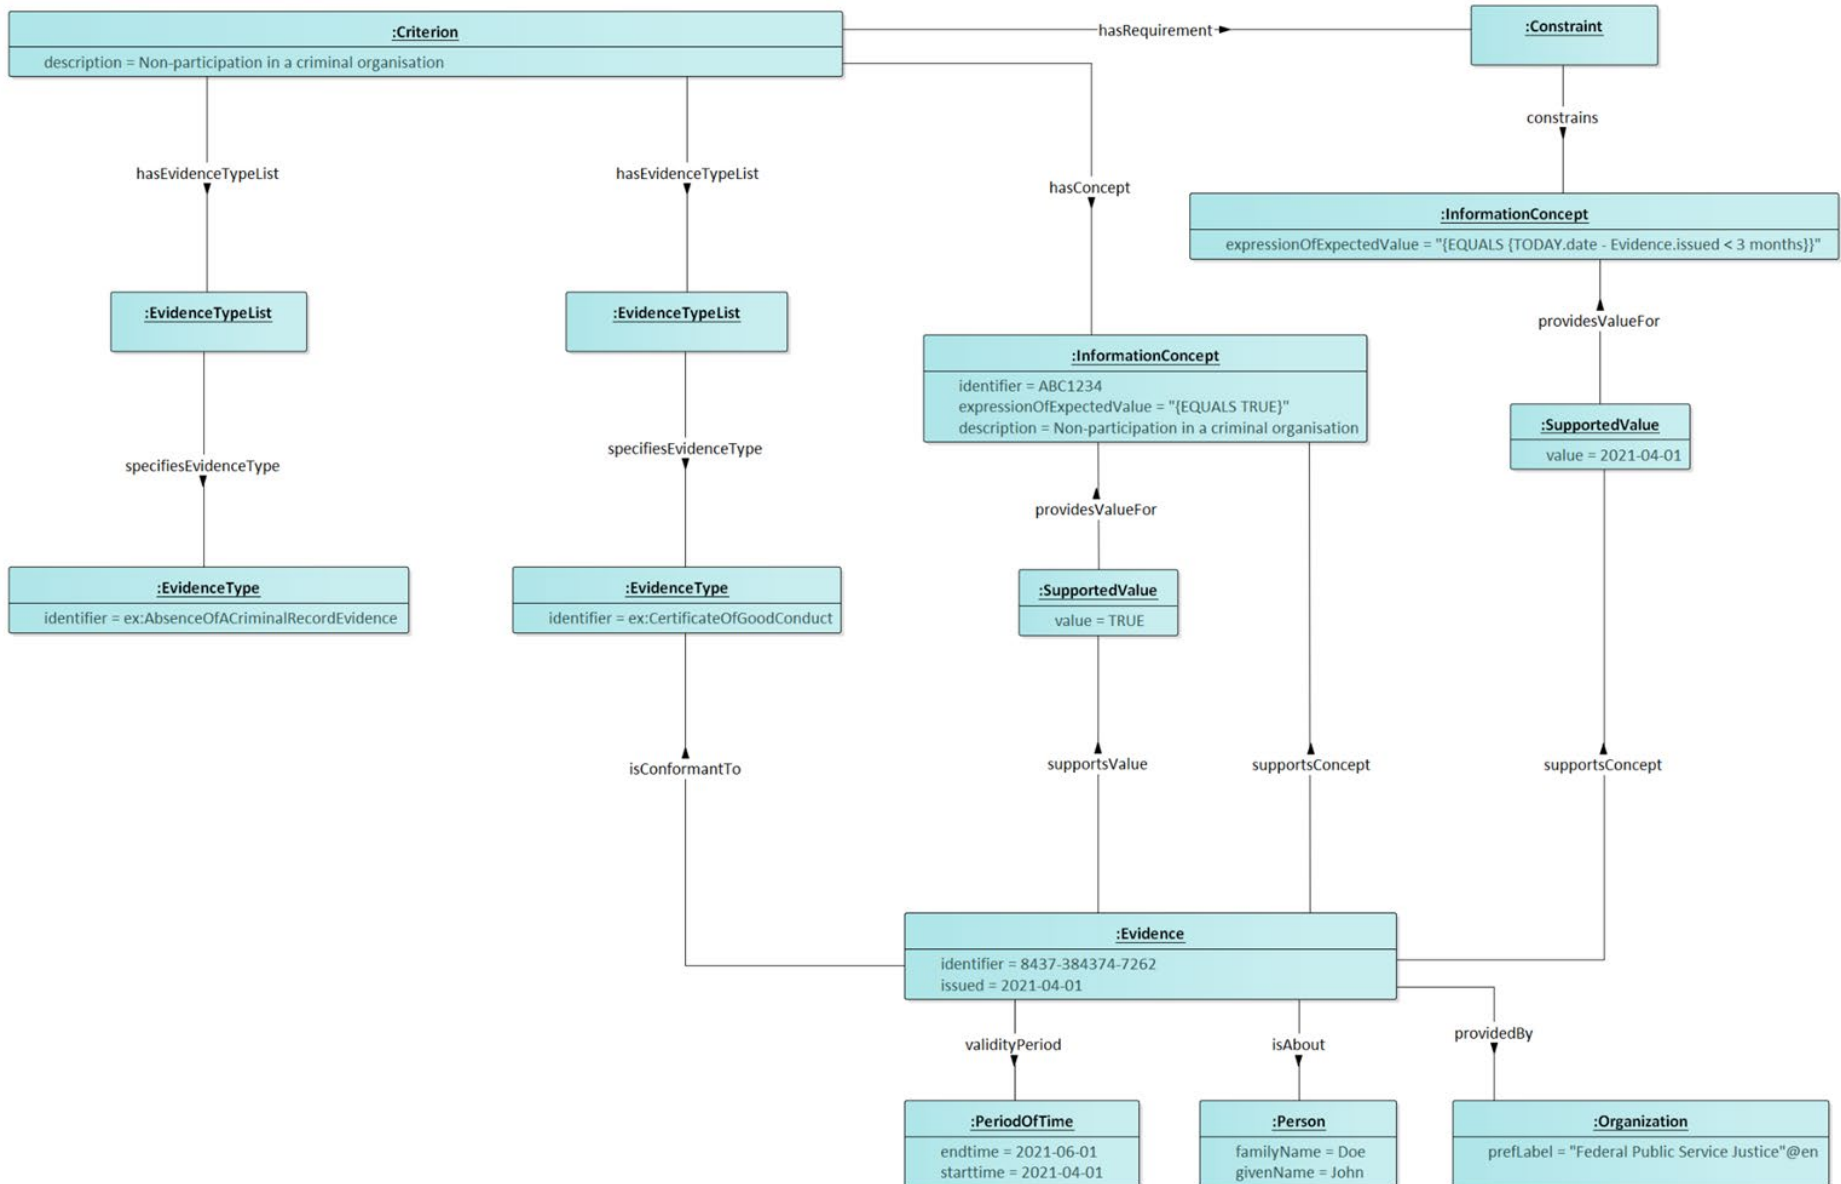 :Criterion
description = Non-participation in a criminal organisation
hasRequirement
:Constraint
constrains
hasEvidenceTypeList
hasEvidenceTypeList
hasConcept
:InformationConcept
expressionOfExpectedValue = "{EQUALS {TODAY.date - Evidence.issued < 3 months}}"
:EvidenceTypeList
:EvidenceTypeList
providesValueFor
:InformationConcept
identifier = ABC1234
expressionOfExpectedValue = "{EQUALS TRUE}"
description = Non-participation in a criminal organisation
:SupportedValue
value = 2021-04-01
specifiesEvidenceType
specifiesEvidenceType
providesValueFor
:EvidenceType
identifier = ex:AbsenceOfACriminalRecordEvidence
:EvidenceType
identifier = ex:CertificateOfGoodConduct
:SupportedValue
value = TRUE
isConformantTo
supportsValue
supportsConcept
supportsConcept
:Evidence
identifier = 8437-384374-7262
issued = 2021-04-01
validityPeriod
isAbout
providedBy
:PeriodOfTime
endtime = 2021-06-01
starttime = 2021-04-01
:Person
familyName = Doe
givenName = John
:Organization
prefLabel = "Federal Public Service Justice"@en